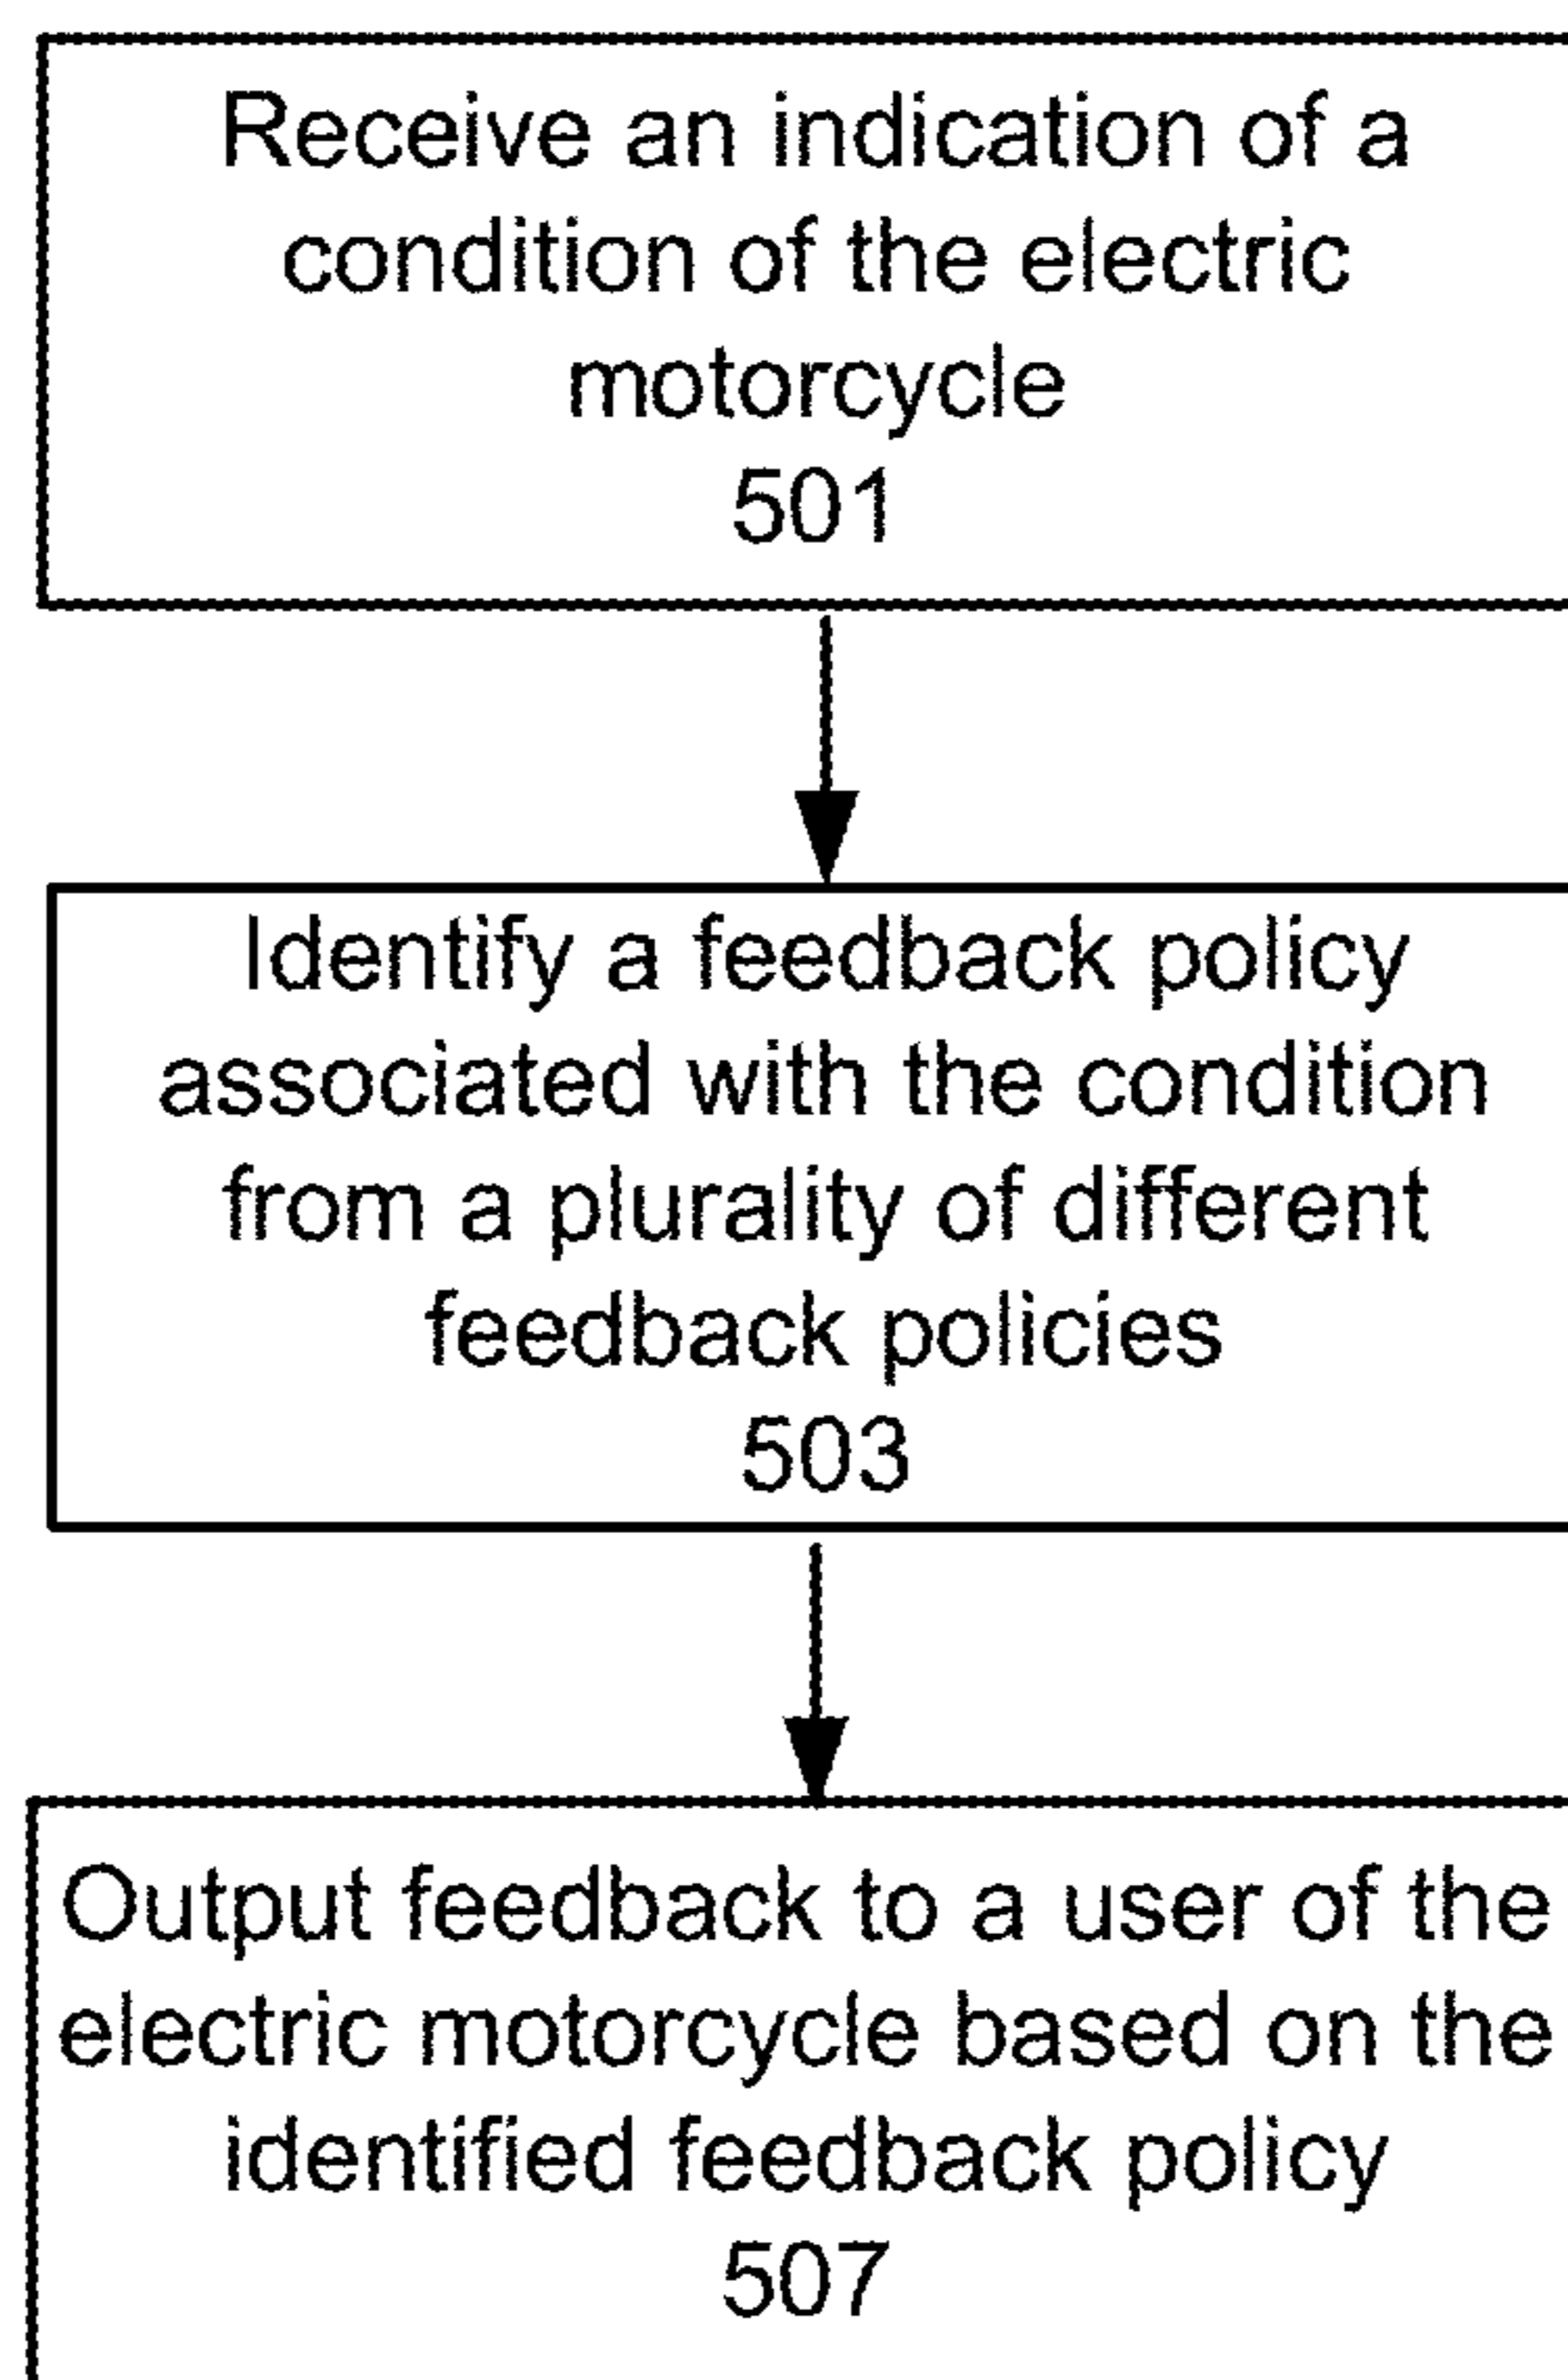 Receive an indication of a
condition of the electric
motorcycle
501
Identify a feedback policy
associated with the condition
from a plurality of different
feedback policies
503
Output feedback to a user of the
electric motorcycle based on the
identified feedback policy
507